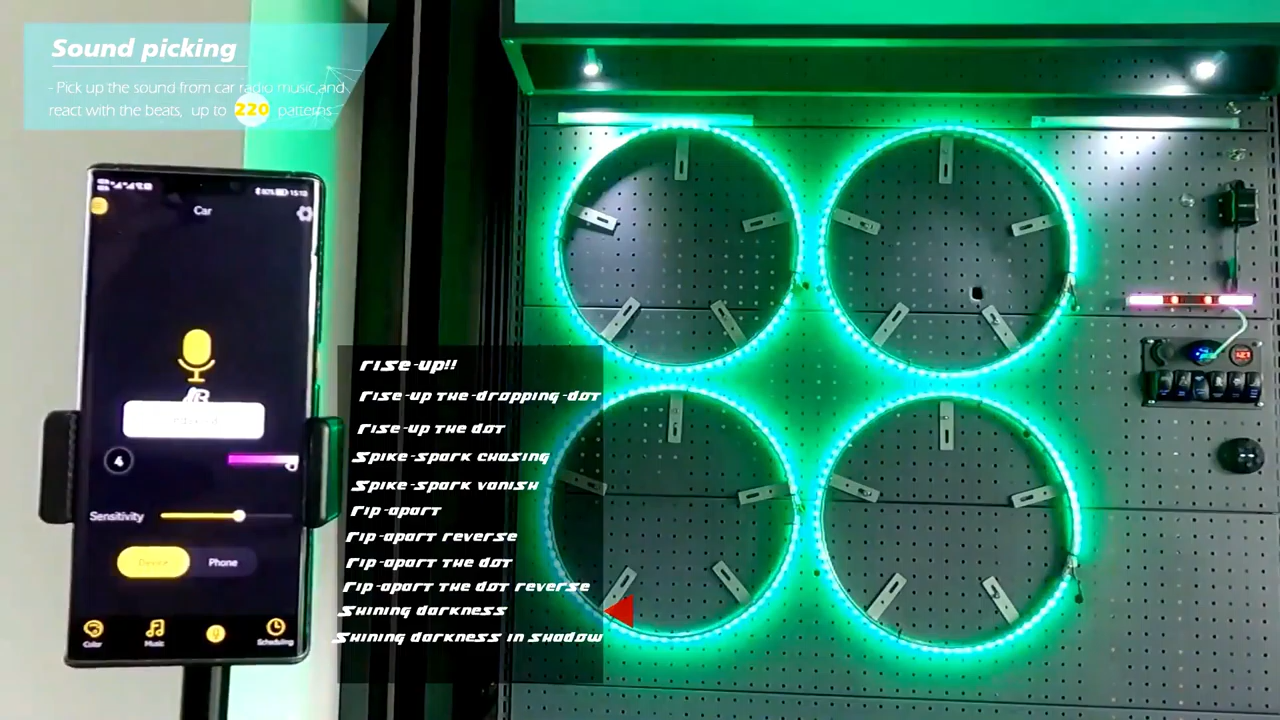 Sound picking
- Pick up the sound from car radio music,and
react with the beats, up to 220 patterns
15:10
Car
4
Sensitivity
Device
Phone
Color
Music
Scheduling
Rise-up!!
Rise-up the-dropping-dot
Rise-up the dot
Spike-spark chasing
Spike-spark vanish
Rip-apart
Rip-apart reverse
Rip-apart the dot
Rip-apart the dot reverse
Shining darkness
Shining darkness in shadow